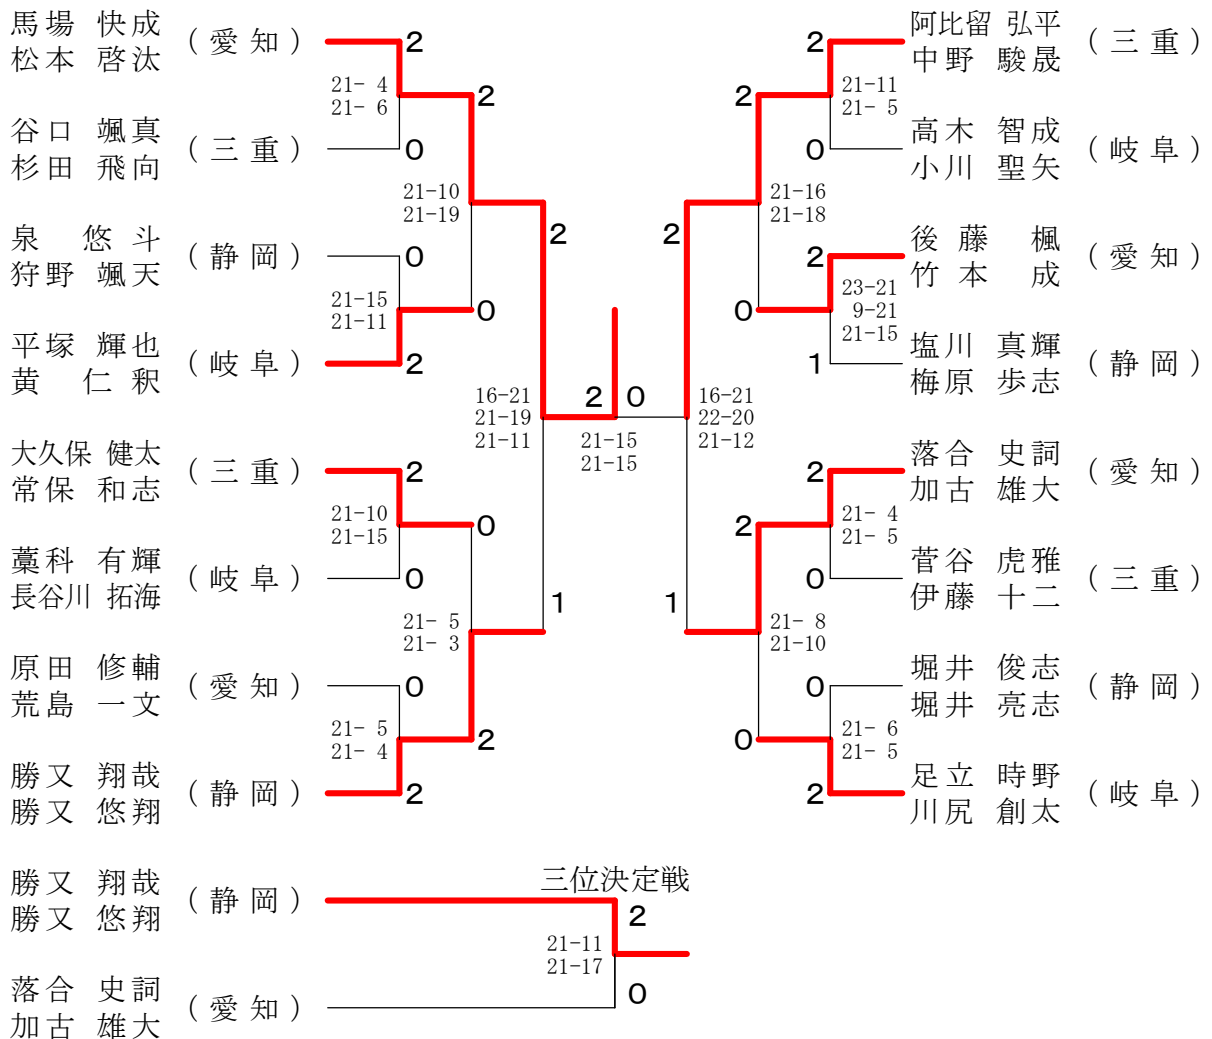 馬場 快成
松本 啓汰
(愛知)
2
21- 4
21- 6
谷口 颯真
杉田 飛向
(三重)
0
2
21-10
21-19
泉 悠斗
狩野 颯天
(静岡)
0
21-15
21-11
平塚 輝也
黄 仁釈
(岐阜)
2
0
2
16-21
21-19
21-11
大久保 健太
常保 和志
(三重)
2
21-10
21-15
藁科 有輝
長谷川 拓海
(岐阜)
0
0
21- 5
21- 3
原田 修輔
荒島 一文
(愛知)
0
21- 5
21- 4
勝又 翔哉
勝又 悠翔
(静岡)
2
2
1
2 0
21-15
21-15
阿比留 弘平
中野 駿晟
(三重)
2
21-11
21- 5
高木 智成
小川 聖矢
(岐阜)
0
2
21-16
21-18
後藤 楓
竹本 成
(愛知)
2
23-21
9-21
21-15
塩川 真輝
梅原 歩志
(静岡)
1
0
2
16-21
22-20
21-12
落合 史詞
加古 雄大
(愛知)
2
21- 4
21- 5
菅谷 虎雅
伊藤 十二
(三重)
0
2
21- 8
21-10
堀井 俊志
堀井 亮志
(静岡)
0
21- 6
21- 5
足立 時野
川尻 創太
(岐阜)
2
0
1
三位決定戦
勝又 翔哉
勝又 悠翔
(静岡)
2
21-11
21-17
落合 史詞
加古 雄大
(愛知)
0